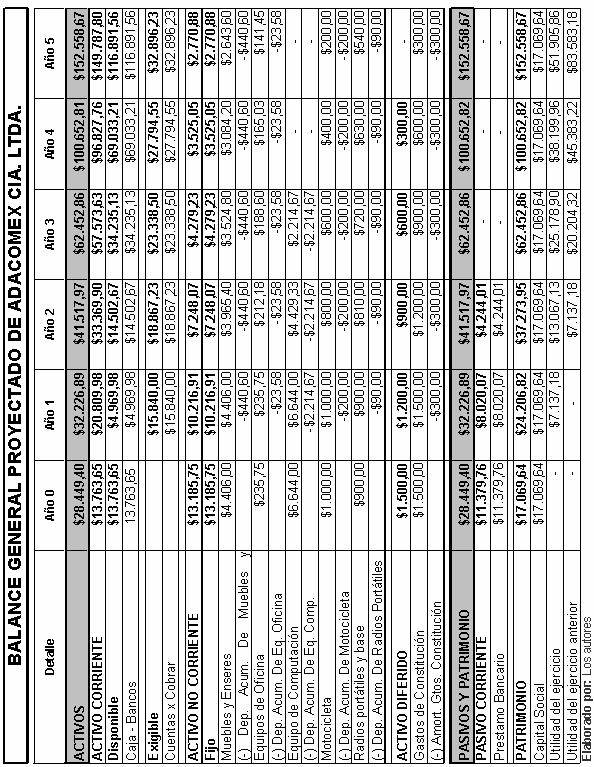 BALANCE GENERAL PROYECTADO DE ADACOMEX CIA. LTDA.
Detalle Año 0 Año 1 Año 2 Año 3 Año 4 Año 5
ACTIVOS $28.449,40 $32.226,89 $41.517,97 $62.452,86 $100.652,81 $152.558,67
ACTIVO CORRIENTE $13.763,65 $20.809,98 $33.369,90 $57.573,63 $96.827,76 $149.787,80
Disponible $13.763,65 $4.969,98 $14.502,67 $34.235,13 $69.033,21 $116.891,56
Caja - Bancos 13.763,65 $4.969,98 $14.502,67 $34.235,13 $69.033,21 $116.891,56
Exigible $15.840,00 $18.867,23 $23.338,50 $27.794,55 $32.896,23
Cuentas x Cobrar $15.840,00 $18.867,23 $23.338,50 $27.794,55 $32.896,23
ACTIVO NO CORRIENTE $13.185,75 $10.216,91 $7.248,07 $4.279,23 $3.525,05 $2.770,88
Fijo $13.185,75 $10.216,91 $7.248,07 $4.279,23 $3.525,05 $2.770,88
Muebles y Enseres $4.406,00 $4.406,00 $3.965,40 $3.524,80 $3.084,20 $2.643,60
(-) Dep. Acum. De Muebles y -$440,60 -$440,60 -$440,60 -$440,60 -$440,60
Equipos de Oficina $235,75 $235,75 $212,18 $188,60 $165,03 $141,45
(-) Dep. Acum. De Eq. Oficina -$23,58 -$23,58 -$23,58 -$23,58 -$23,58
Equipo de Computación $6.644,00 $6.644,00 $4.429,33 $2.214,67 - -
(-) Dep. Acum. De Eq. Comp. -$2.214,67 -$2.214,67 -$2.214,67 - -
Motocicleta $1.000,00 $1.000,00 $800,00 $600,00 $400,00 $200,00
(-) Dep. Acum. De Motocicleta -$200,00 -$200,00 -$200,00 -$200,00 -$200,00
Radios portátiles y base $900,00 $900,00 $810,00 $720,00 $630,00 $540,00
(-) Dep. Acum. De Radios Portátiles -$90,00 -$90,00 -$90,00 -$90,00 -$90,00
ACTIVO DIFERIDO $1.500,00 $1.200,00 $900,00 $600,00 $300,00 -
Gastos de Constitución $1.500,00 $1.500,00 $1.200,00 $900,00 $600,00 $300,00
(-) Amort. Gtos. Constitución -$300,00 -$300,00 -$300,00 -$300,00 -$300,00
PASIVOS Y PATRIMONIO $28.449,40 $32.226,89 $41.517,97 $62.452,86 $100.652,82 $152.558,67
PASIVO CORRIENTE $11.379,76 $8.020,07 $4.244,01 - - -
Prestamo Bancario $11.379,76 $8.020,07 $4.244,01 - - -
PATRIMONIO $17.069,64 $24.206,82 $37.273,95 $62.452,86 $100.652,82 $152.558,67
Capital Social $17.069,64 $17.069,64 $17.069,64 $17.069,64 $17.069,64 $17.069,64
Utilidad del ejercicio - $7.137,18 $13.067,13 $25.178,90 $38.199,96 $51.905,86
Utilidad del ejercicio anterior - - $7.137,18 $20.204,32 $45.383,22 $83.583,18
Elaborado por: Los autores